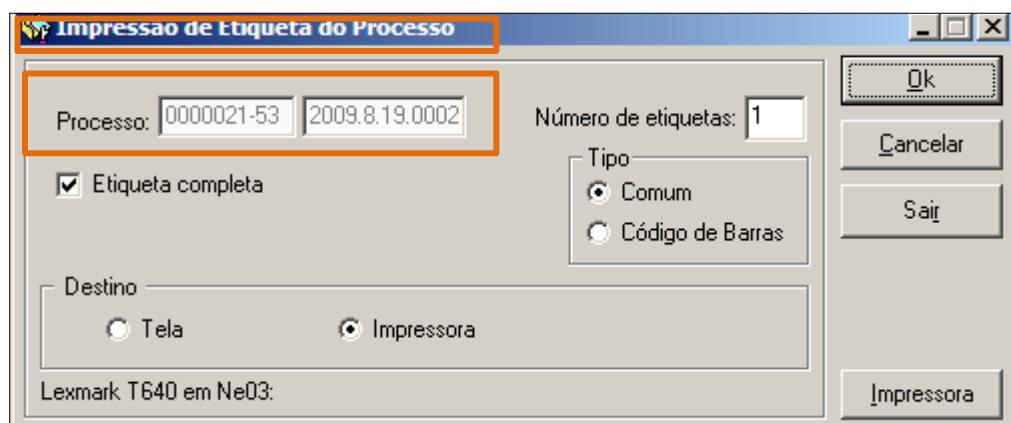 Impressão de Etiqueta do Processo
Processo: 0000021-53 2009.8.19.0002
Número de etiquetas: 1
Etiqueta completa
Tipo
Comum
Código de Barras
Destino
Tela Impressora
Lexmark T640 em Ne03:
Ok
Cancelar
Sair
Impressora